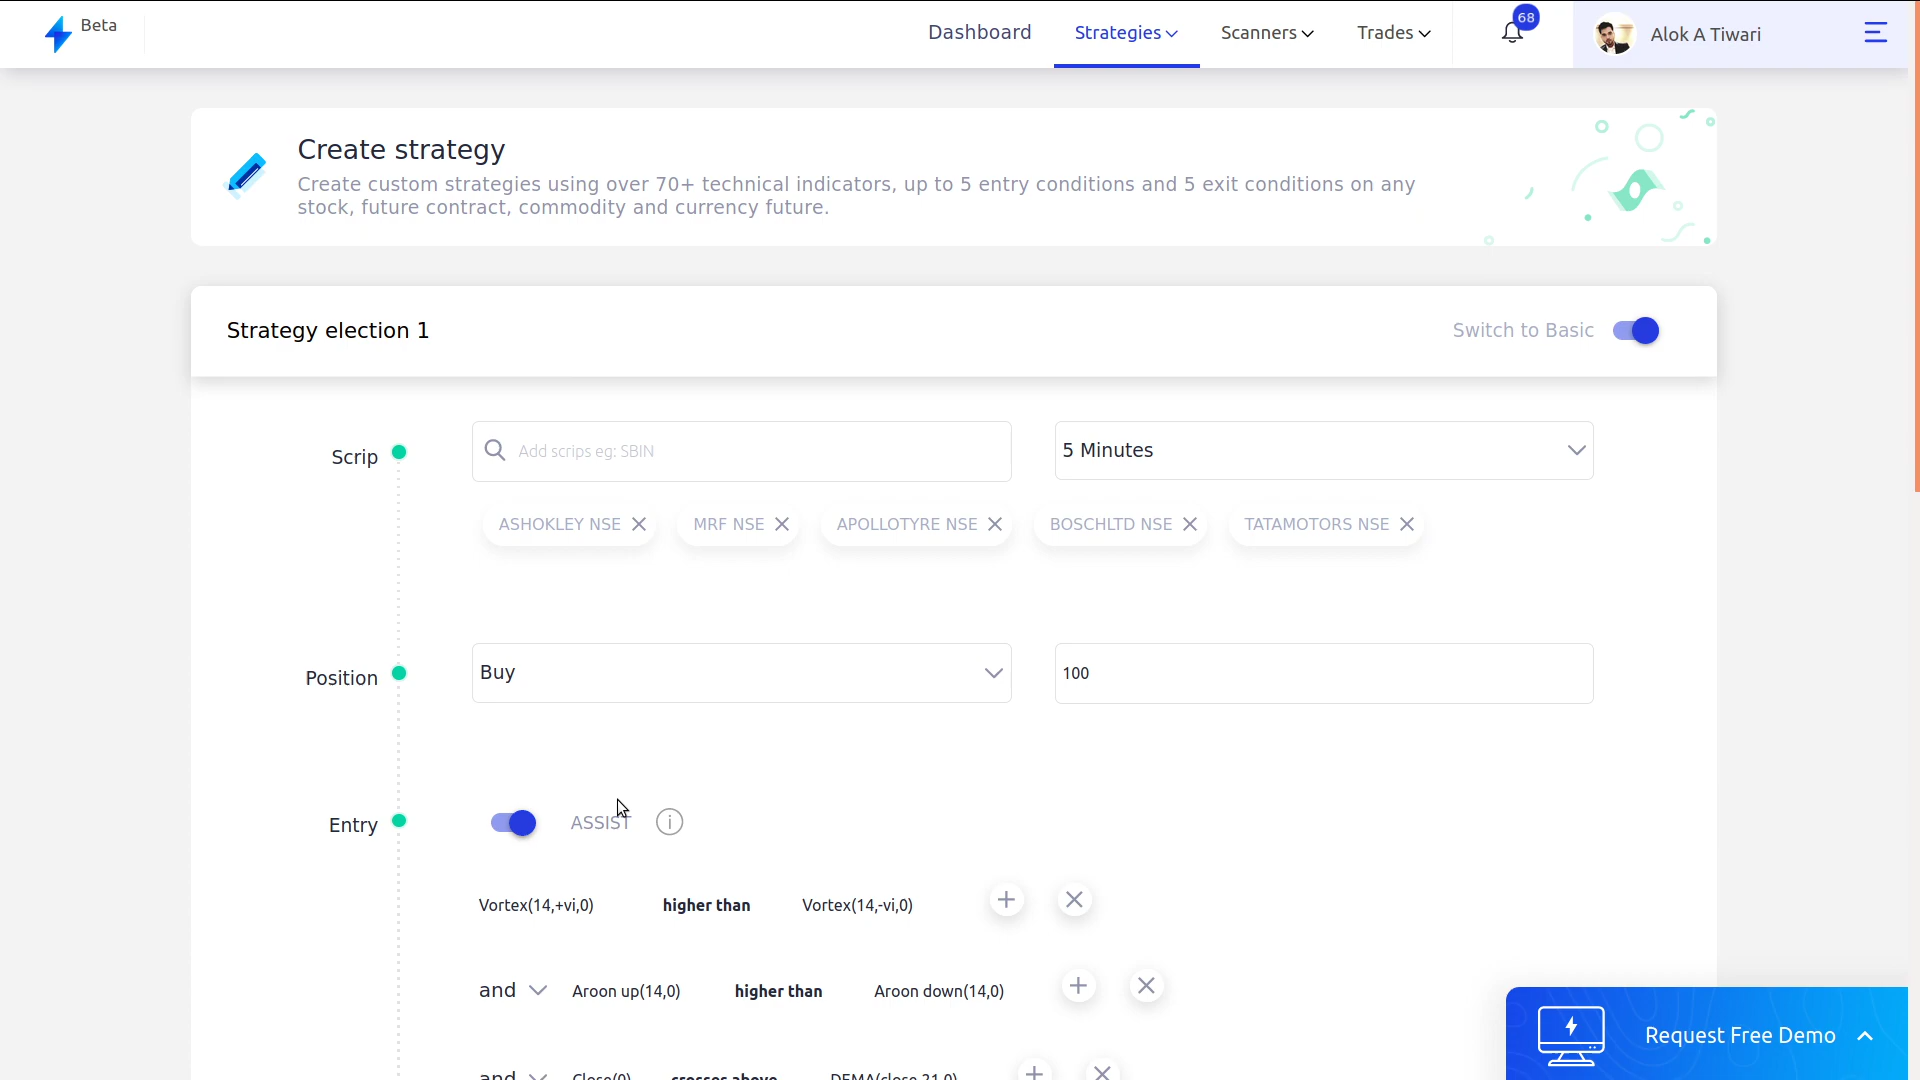 Beta
Dashboard Strategies Scanners Trades 68 Alok A Tiwari
Create strategy
Create custom strategies using over 70+ technical indicators, up to 5 entry conditions and 5 exit conditions on any
stock, future contract, commodity and currency future.
Strategy election 1 Switch to Basic
Scrip Add scrips eg: SBIN 5 Minutes
ASHOKLEY NSE MRF NSE APOLLOTYRE NSE BOSCHLTD NSE TATAMOTORS NSE
Position Buy 100
Entry ASSIST i
Vortex(14,+vi,0) higher than Vortex(14,-vi,0)
and Aroon up(14,0) higher than Aroon down(14,0)
Request Free Demo
and Close(0) crosses above DEMA(close,21,0)